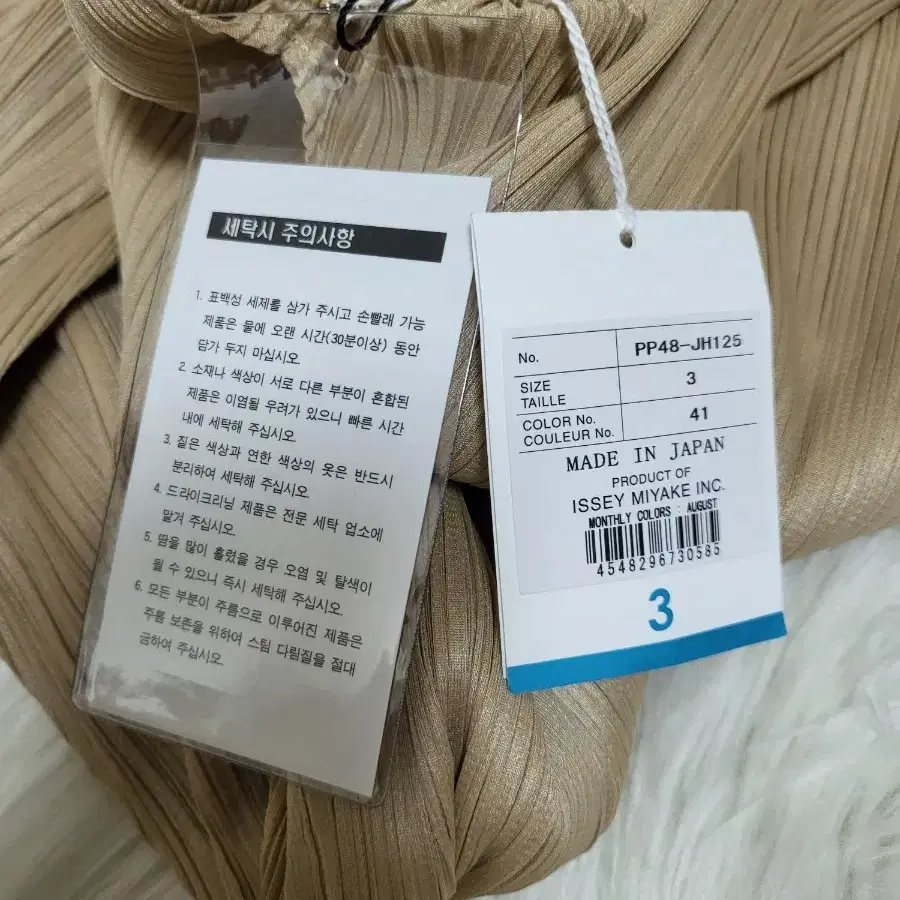 세탁시 주의사항
1. 표백성 세제를 삼가 주시고 손빨래 가능
제품은 물에 오랜 시간(30분이상) 동안
담가 두지 마십시오.
2. 소재나 색상이 서로 다른 부분이 혼합된
제품은 이염될 우려가 있으니 빠른 시간
내에 세탁해 주십시오.
3. 짙은 색상과 연한 색상의 옷은 반드시
분리하여 세탁해 주십시오.
4. 드라이크리닝 제품은 전문 세탁 업소에
맡겨 주십시오.
5. 땀을 많이 흘렸을 경우 오염 및 탈색이
될 수 있으니 즉시 세탁해 주십시오.
6. 모든 부분이 주름으로 이루어진 제품은
주름 보존을 위하여 스팀 다림질을 절대
금하여 주십시오.
No. PP48-JH125
SIZE
TAILLE 3
COLOR No.
COULEUR No. 41
MADE IN JAPAN
PRODUCT OF
ISSEY MIYAKE INC.
MONTHLY COLORS : AUGUST
4548296730585
3